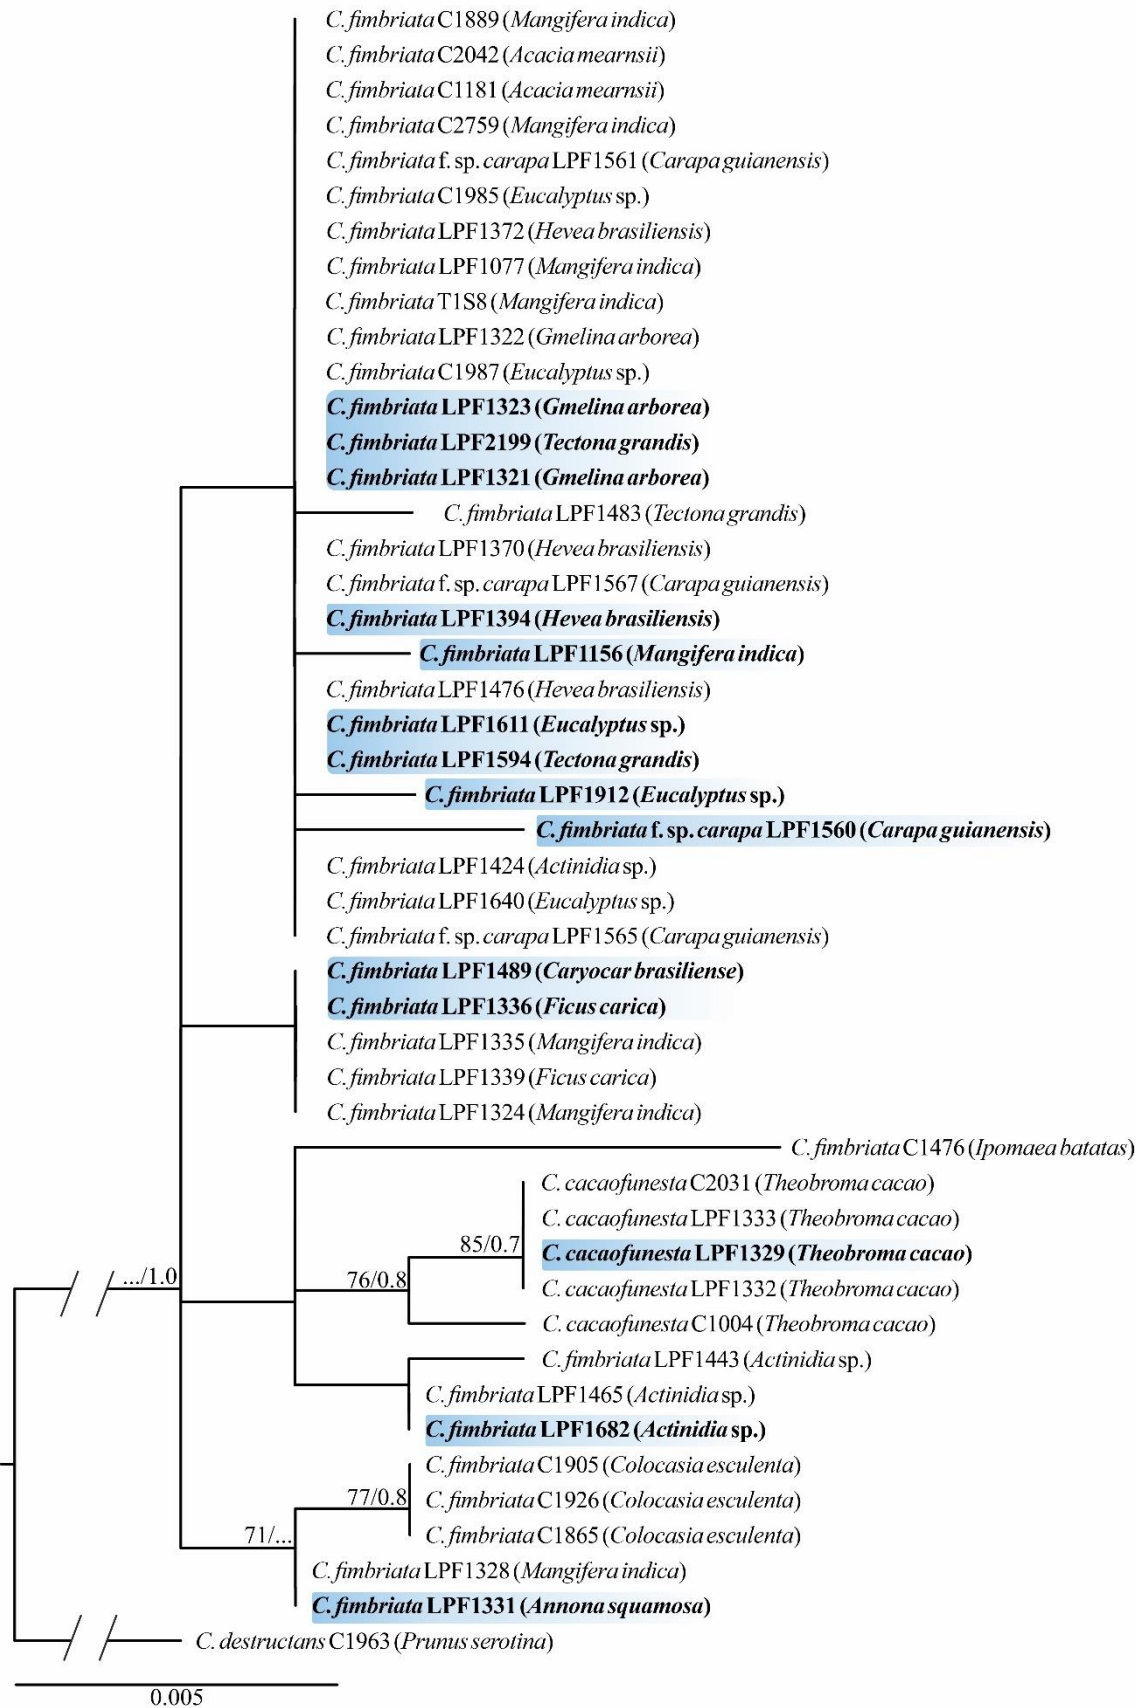 C. fimbriata C1889 (Mangifera indica)
C. fimbriata C2042 (Acacia mearnsii)
C. fimbriata C1181 (Acacia mearnsii)
C. fimbriata C2759 (Mangifera indica)
C. fimbriata f. sp. carapa LPF1561 (Carapa guianensis)
C. fimbriata C1985 (Eucalyptus sp.)
C. fimbriata LPF1372 (Hevea brasiliensis)
C. fimbriata LPF1077 (Mangifera indica)
C. fimbriata T1S8 (Mangifera indica)
C. fimbriata LPF1322 (Gmelina arborea)
C. fimbriata C1987 (Eucalyptus sp.)
C. fimbriata LPF1323 (Gmelina arborea)
C. fimbriata LPF2199 (Tectona grandis)
C. fimbriata LPF1321 (Gmelina arborea)
C. fimbriata LPF1483 (Tectona grandis)
C. fimbriata LPF1370 (Hevea brasiliensis)
C. fimbriata f. sp. carapa LPF1567 (Carapa guianensis)
C. fimbriata LPF1394 (Hevea brasiliensis)
C. fimbriata LPF1156 (Mangifera indica)
C. fimbriata LPF1476 (Hevea brasiliensis)
C. fimbriata LPF1611 (Eucalyptus sp.)
C. fimbriata LPF1594 (Tectona grandis)
C. fimbriata LPF1912 (Eucalyptus sp.)
C. fimbriata f. sp. carapa LPF1560 (Carapa guianensis)
C. fimbriata LPF1424 (Actinidia sp.)
C. fimbriata LPF1640 (Eucalyptus sp.)
C. fimbriata f. sp. carapa LPF1565 (Carapa guianensis)
C. fimbriata LPF1489 (Caryocar brasiliense)
C. fimbriata LPF1336 (Ficus carica)
C. fimbriata LPF1335 (Mangifera indica)
C. fimbriata LPF1339 (Ficus carica)
C. fimbriata LPF1324 (Mangifera indica)
C. fimbriata C1476 (Ipomaea batatas)
C. cacaofunesta C2031 (Theobroma cacao)
C. cacaofunesta LPF1333 (Theobroma cacao)
85/0.7
C. cacaofunesta LPF1329 (Theobroma cacao)
.../1.0
76/0.8
C. cacaofunesta LPF1332 (Theobroma cacao)
C. cacaofunesta C1004 (Theobroma cacao)
C. fimbriata LPF1443 (Actinidia sp.)
C. fimbriata LPF1465 (Actinidia sp.)
C. fimbriata LPF1682 (Actinidia sp.)
C. fimbriata C1905 (Colocasia esculenta)
77/0.8
C. fimbriata C1926 (Colocasia esculenta)
C. fimbriata C1865 (Colocasia esculenta)
71/...
C. fimbriata LPF1328 (Mangifera indica)
C. fimbriata LPF1331 (Annona squamosa)
C. destructans C1963 (Prunus serotina)
0.005